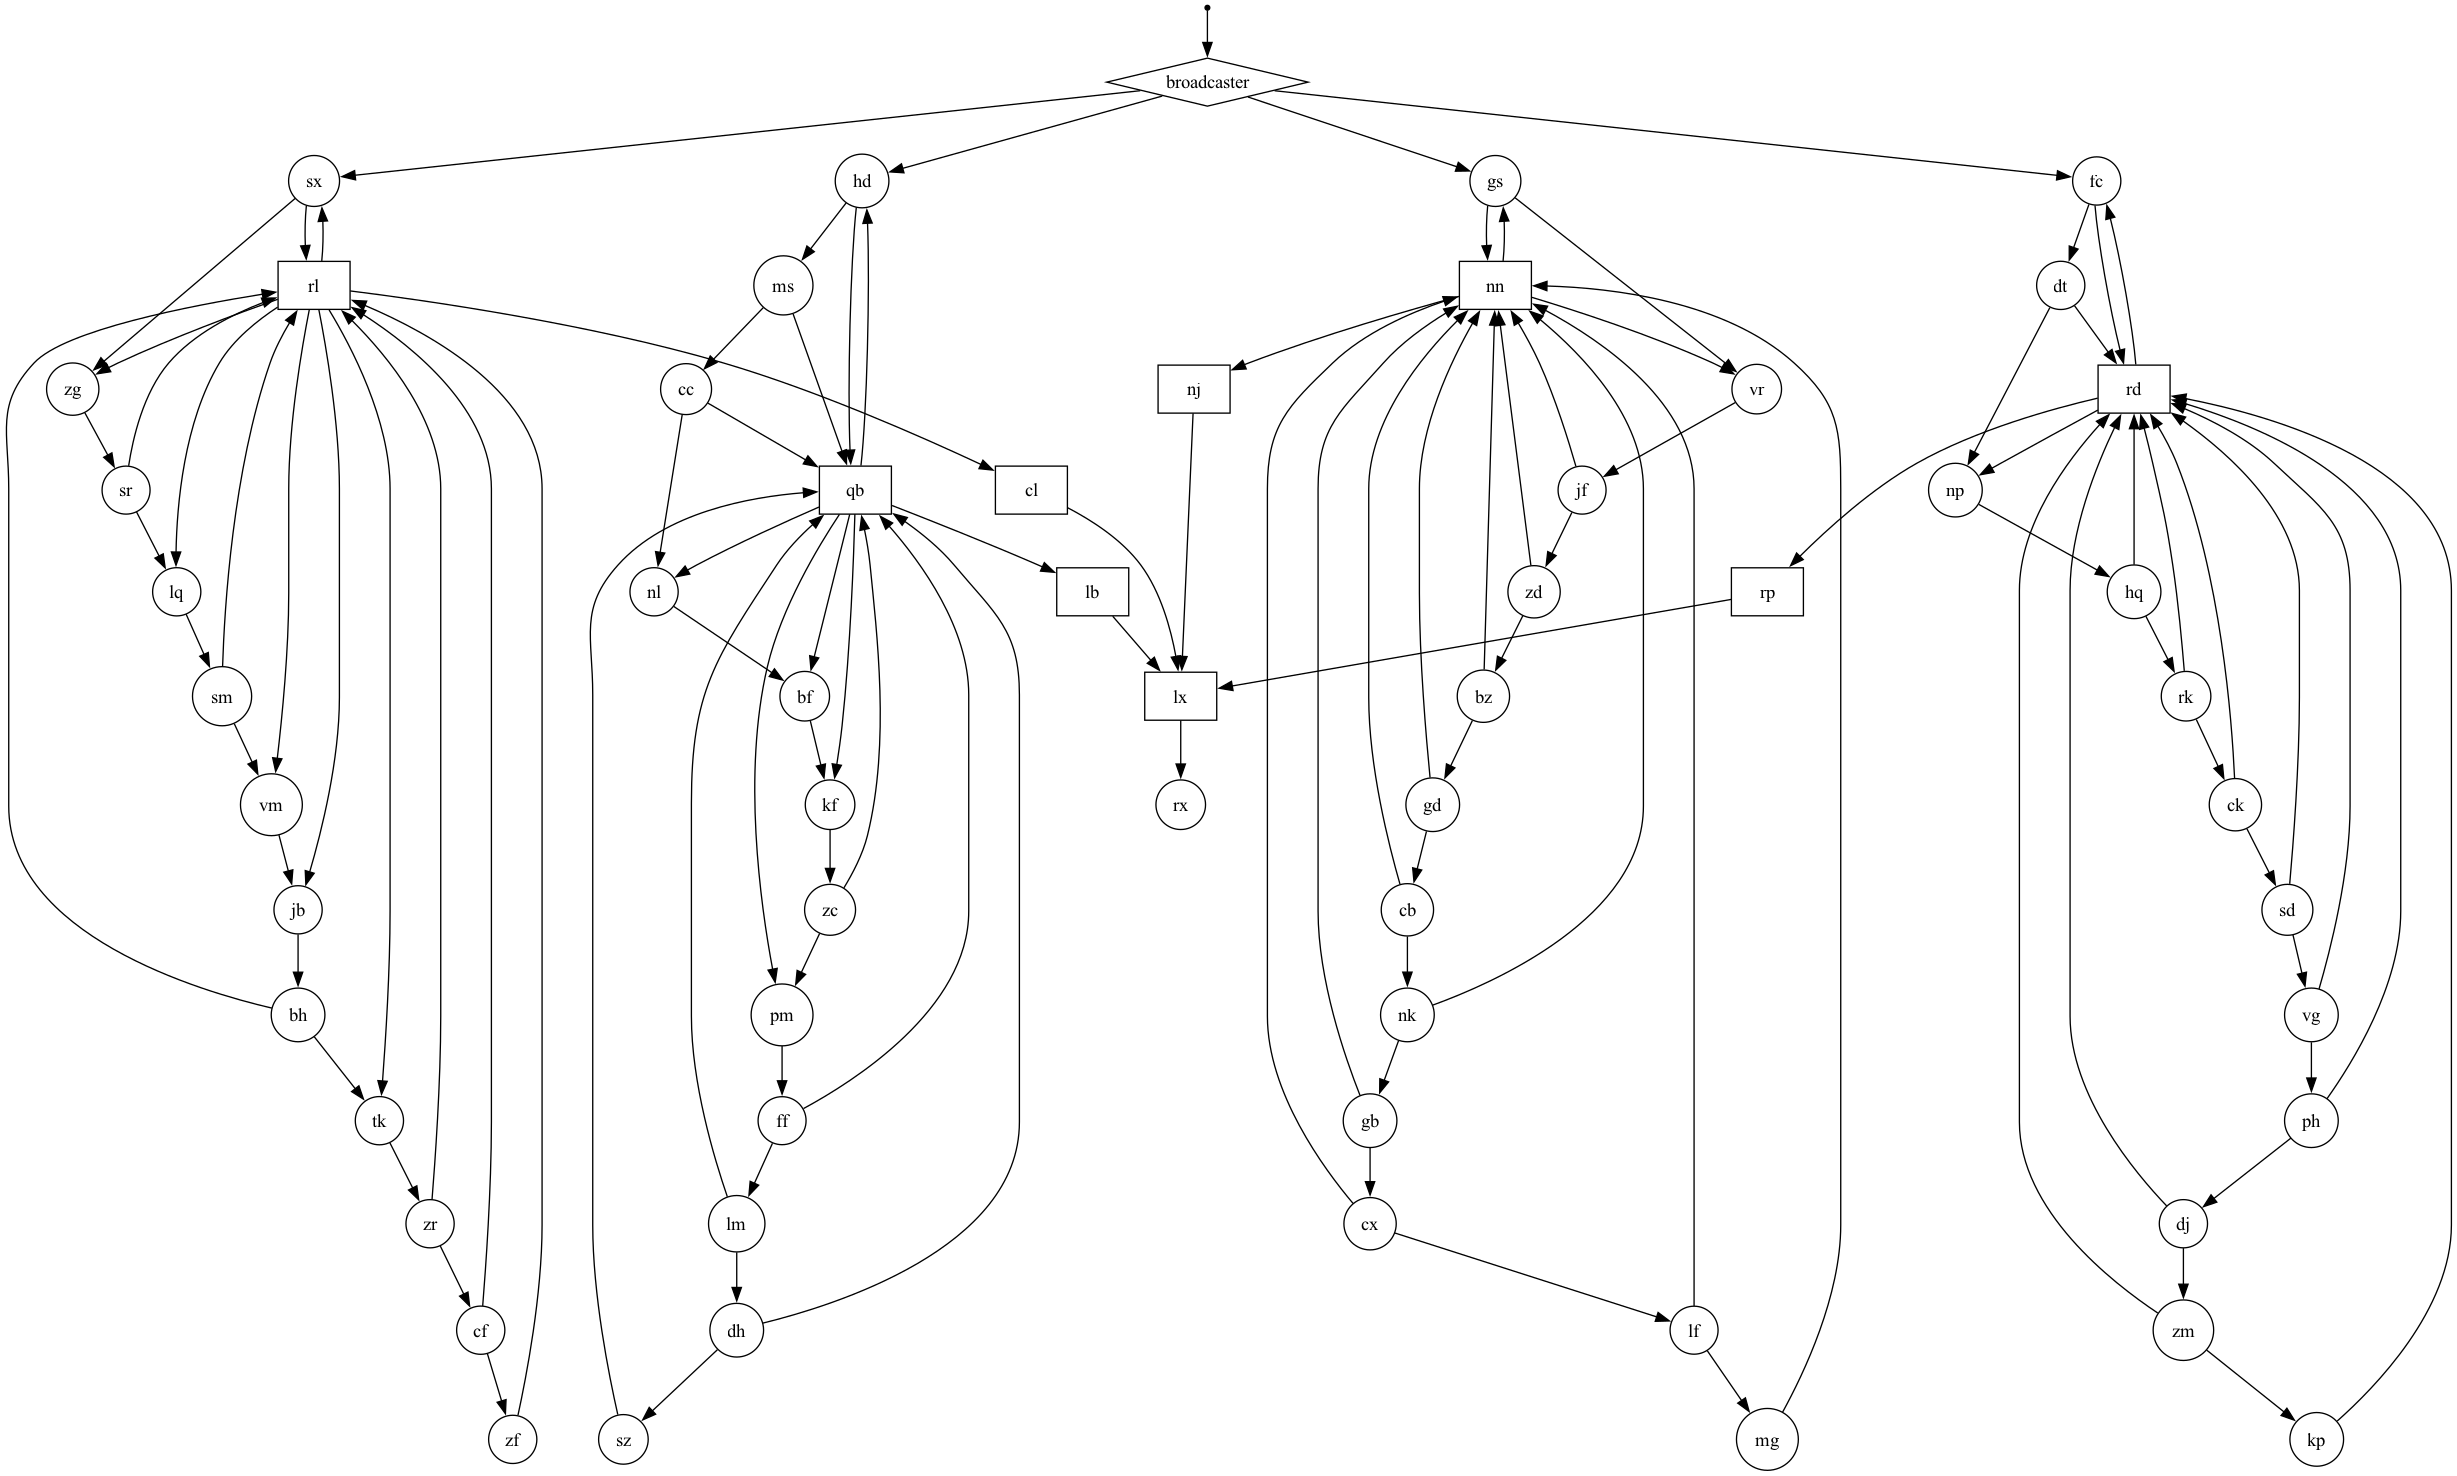 broadcaster
sx
hd
gs
fc
rl
ms
nn
dt
zg
cc
nj
vr
rd
sr
qb
cl
jf
np
lq
nl
lb
zd
rp
hq
sm
bf
lx
bz
rk
vm
kf
rx
gd
ck
jb
zc
cb
sd
bh
pm
nk
vg
tk
ff
gb
ph
zr
lm
cx
dj
cf
dh
lf
zm
zf
sz
mg
kp